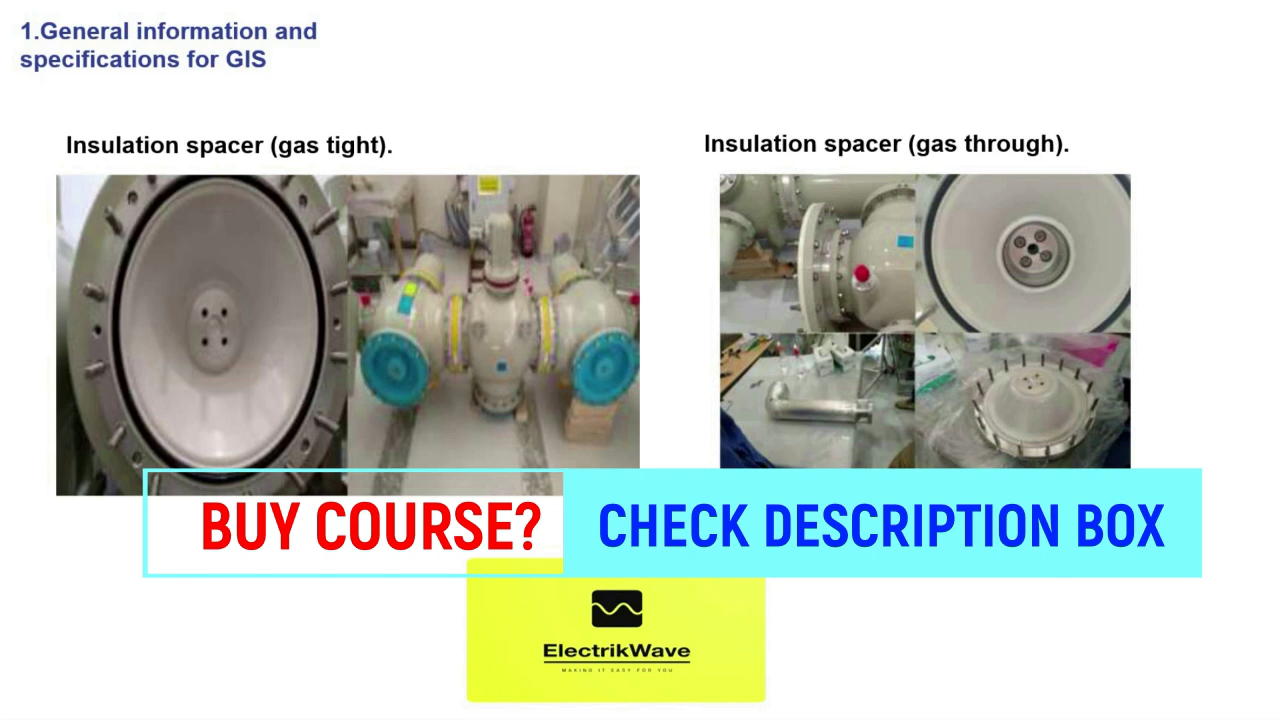 1.General information and
specifications for GIS
Insulation spacer (gas tight).
Insulation spacer (gas through).
BUY COURSE?
CHECK DESCRIPTION BOX
ElectrikWave
MAKING IT EASY FOR YOU